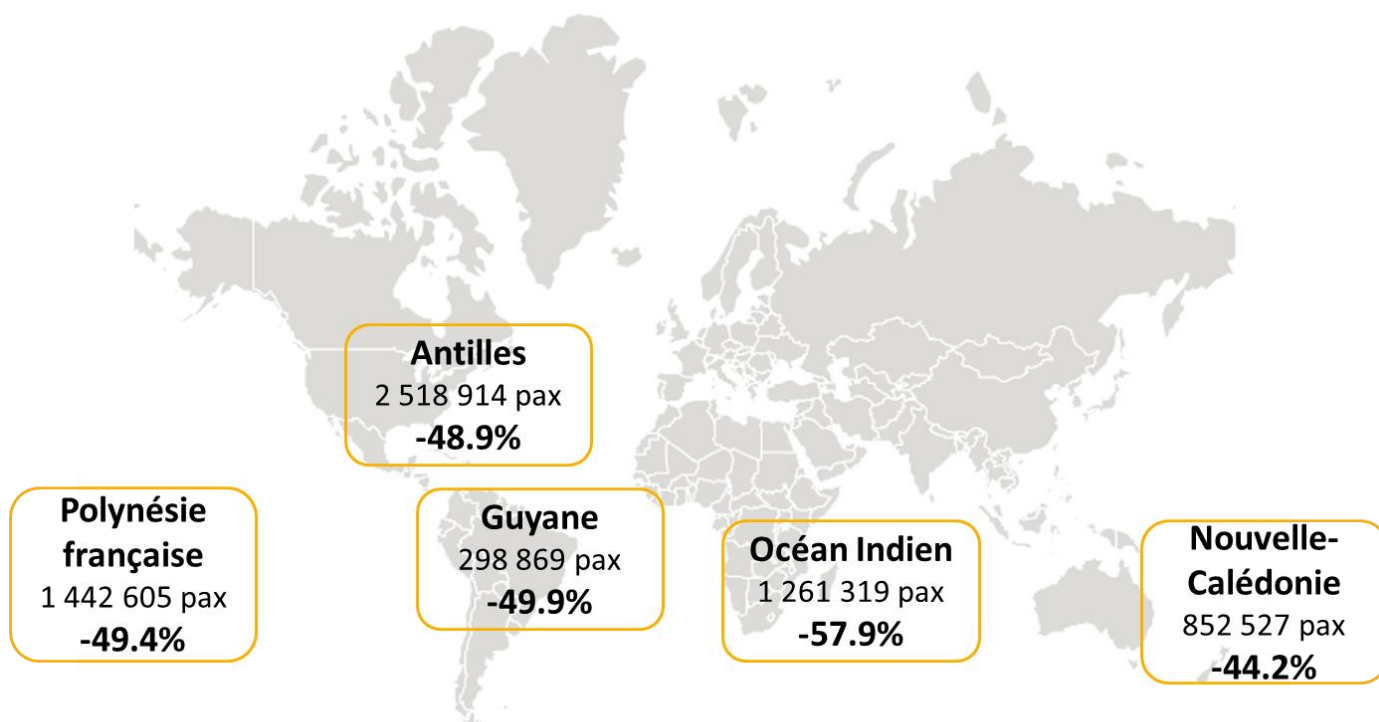 Antilles
2 518 914 pax
-48.9%
Polynésie
française
1 442 605 pax
-49.4%
Guyane
298 869 pax
-49.9%
Océan Indien
1 261 319 pax
-57.9%
Nouvelle-
Calédonie
852 527 pax
-44.2%